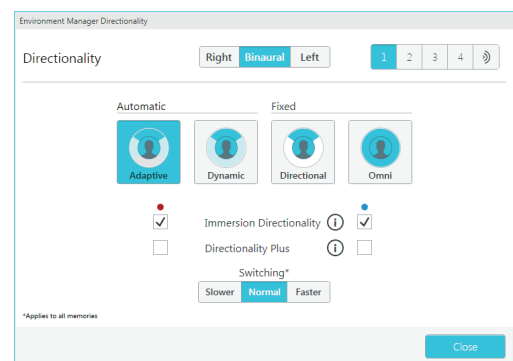 Environment Manager Directionality
Directionality
Right Binaural Left
1 2 3 4
Automatic
Fixed
Adaptive
Dynamic
Directional
Omni
Immersion Directionality i
Directionality Plus i
Switching*
Slower Normal Faster
*Applies to all memories
Close